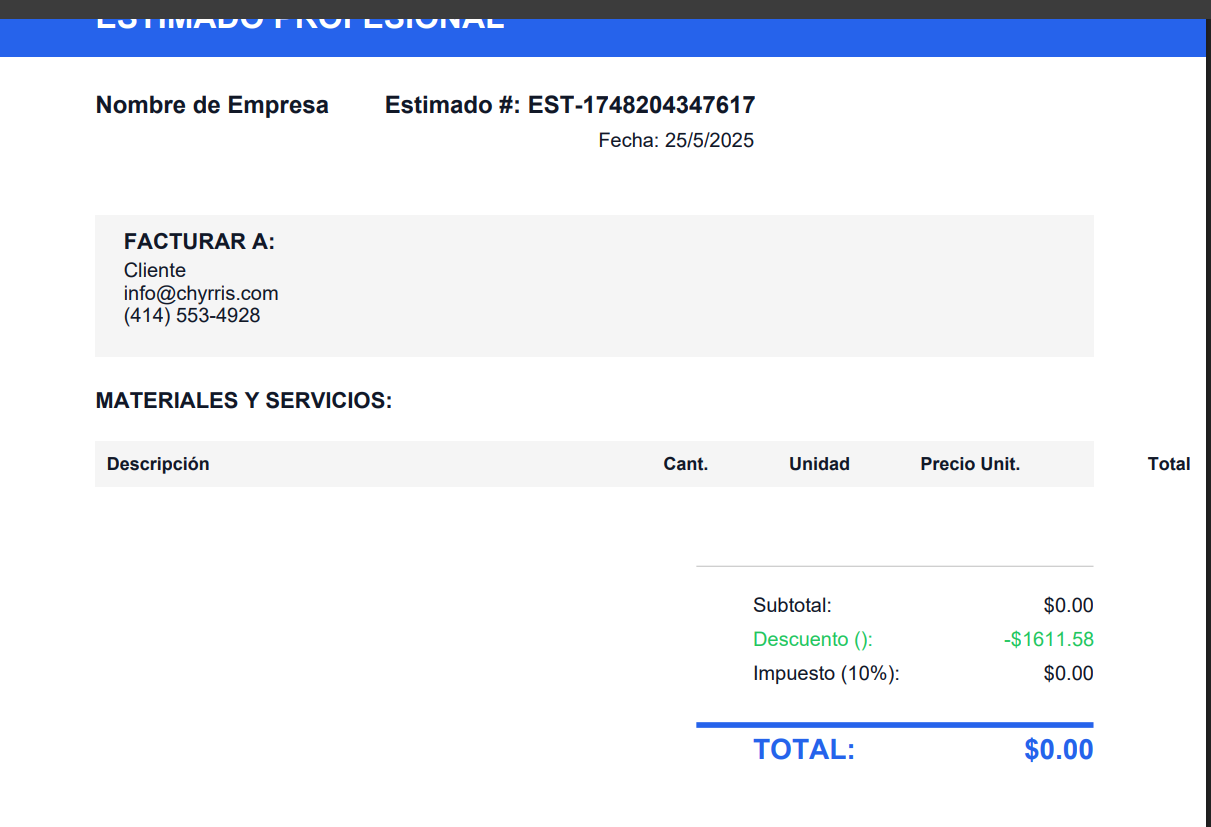 ESTIMADO PROFESIONAL
Nombre de Empresa
Estimado #: EST-1748204347617
Fecha: 25/5/2025
FACTURAR A:
Cliente
info@chyrris.com
(414) 553-4928
MATERIALES Y SERVICIOS:
Descripción Cant. Unidad Precio Unit. Total
Subtotal: $0.00
Descuento (): -$1611.58
Impuesto (10%): $0.00
TOTAL: $0.00